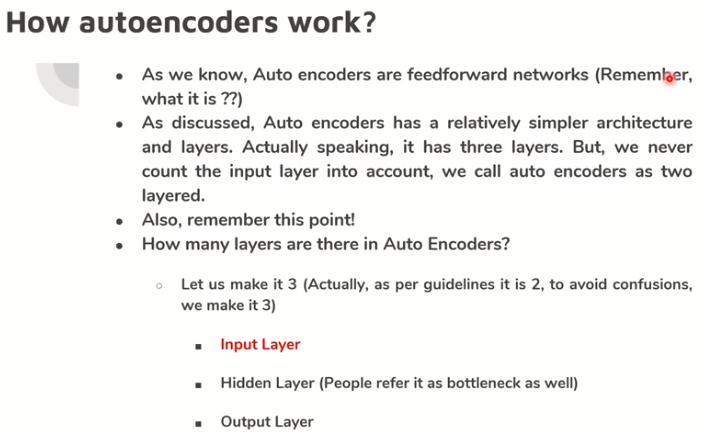 How autoencoders work?
● As we know, Auto encoders are feedforward networks (Remember,
what it is ??)
● As discussed, Auto encoders has a relatively simpler architecture
and layers. Actually speaking, it has three layers. But, we never
count the input layer into account, we call auto encoders as two
layered.
● Also, remember this point!
● How many layers are there in Auto Encoders?
○ Let us make it 3 (Actually, as per guidelines it is 2, to avoid confusions,
we make it 3)
■ Input Layer
■ Hidden Layer (People refer it as bottleneck as well)
■ Output Layer